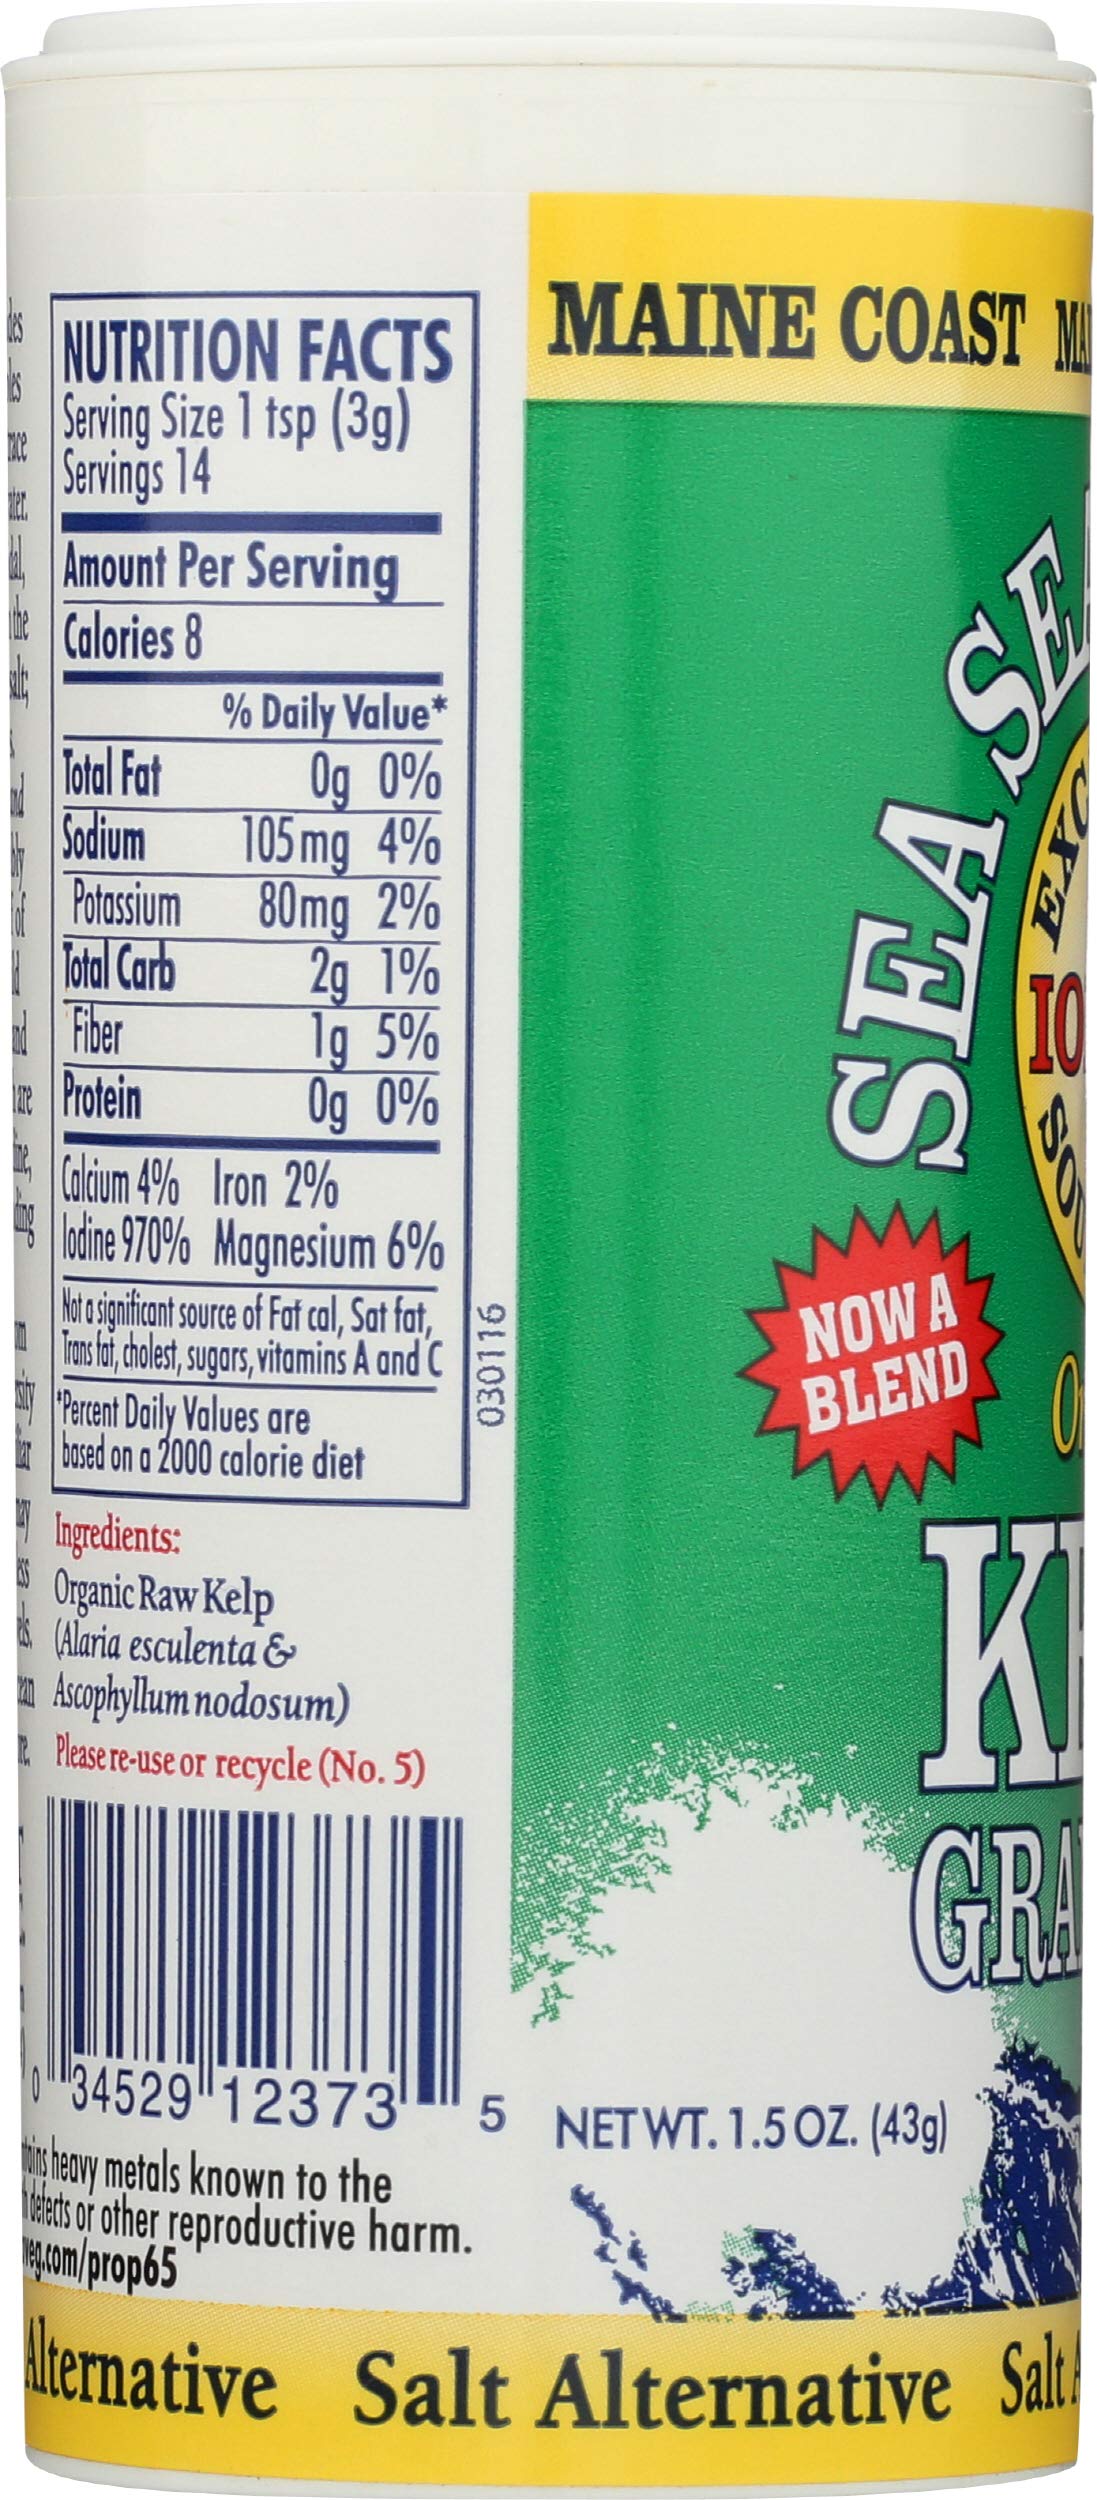 NUTRITION FACTS
Serving Size 1 tsp (3g)
Servings 14
Amount Per Serving
Calories 8
% Daily Value*
Total Fat 0g 0%
Sodium 105mg 4%
Potassium 80mg 2%
Total Carb 2g 1%
Fiber 1g 5%
Protein 0g 0%
Calcium 4% Iron 2%
Iodine 970% Magnesium 6%
Not a significant source of Fat cal, Sat fat,
Trans fat, cholest, sugars, vitamins A and C
*Percent Daily Values are
based on a 2000 calorie diet
030116
Ingredients:
Organic Raw Kelp
(Alaria esculenta &
Ascophyllum nodosum)
Please re-use or recycle (No. 5)
0 34529 12373 5
heavy metals known to the
defects or other reproductive harm.
veg.com/prop65
Alternative Salt Alternative Salt
MAINE COAST
SEA
NOW A
BLEND
NET WT. 1.5 OZ. (43g)